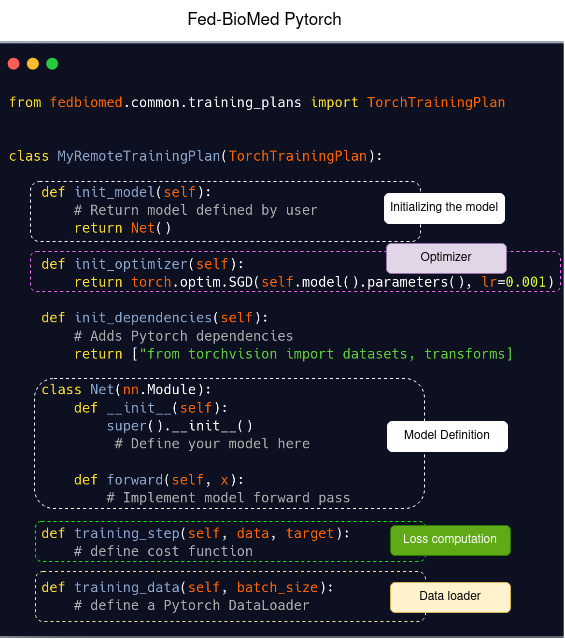 Fed-BioMed Pytorch
from fedbiomed.common.training_plans import TorchTrainingPlan
class MyRemoteTrainingPlan(TorchTrainingPlan):
def init_model(self):
# Return model defined by user
return Net()
Initializing the model
Optimizer
def init_optimizer(self):
return torch.optim.SGD(self.model().parameters(), lr=0.001)
def init_dependencies(self):
# Adds Pytorch dependencies
return ["from torchvision import datasets, transforms]
class Net(nn.Module):
def __init__(self):
super().__init__()
# Define your model here
Model Definition
def forward(self, x):
# Implement model forward pass
def training_step(self, data, target):
# define cost function
Loss computation
def training_data(self, batch_size):
# define a Pytorch DataLoader
Data loader